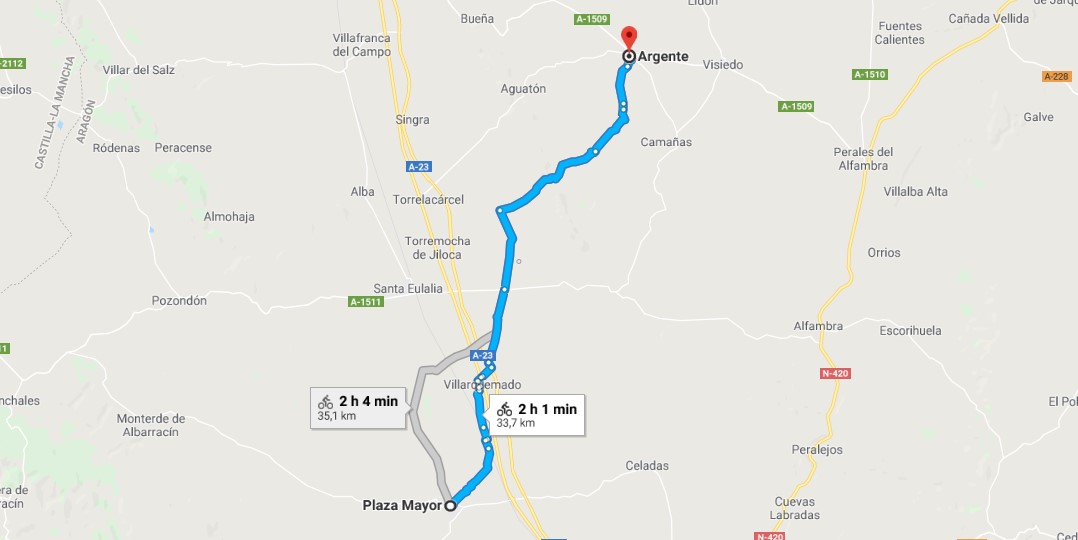 Bueña
A-1509
Lidón
Cañada Vellida
Villafranca
del Campo
Fuentes
Calientes
Argente
-2112
Villar del Salz
Visiedo
A-1510
A-228
esilos
Aguatón
A-1509
CASTILLA-LA MANCHA
ARAGÓN
Singra
Galve
Ródenas
Peracense
Camañas
Perales del
Alfambra
A-23
Alba
Torrelacárcel
Villalba Alta
Almohaja
Torremocha
de Jiloca
Orrios
Santa Eulalia
Pozondón
A-1511
Alfambra
Escorihuela
A-23
N-420
Villarquemado
2 h 4 min
35,1 km
2 h 1 min
33,7 km
nchales
El Pol
Monterde de
Albarracín
Peralejos
Celadas
era de
racín
Plaza Mayor
Cuevas
Labradas
N-420
Ced